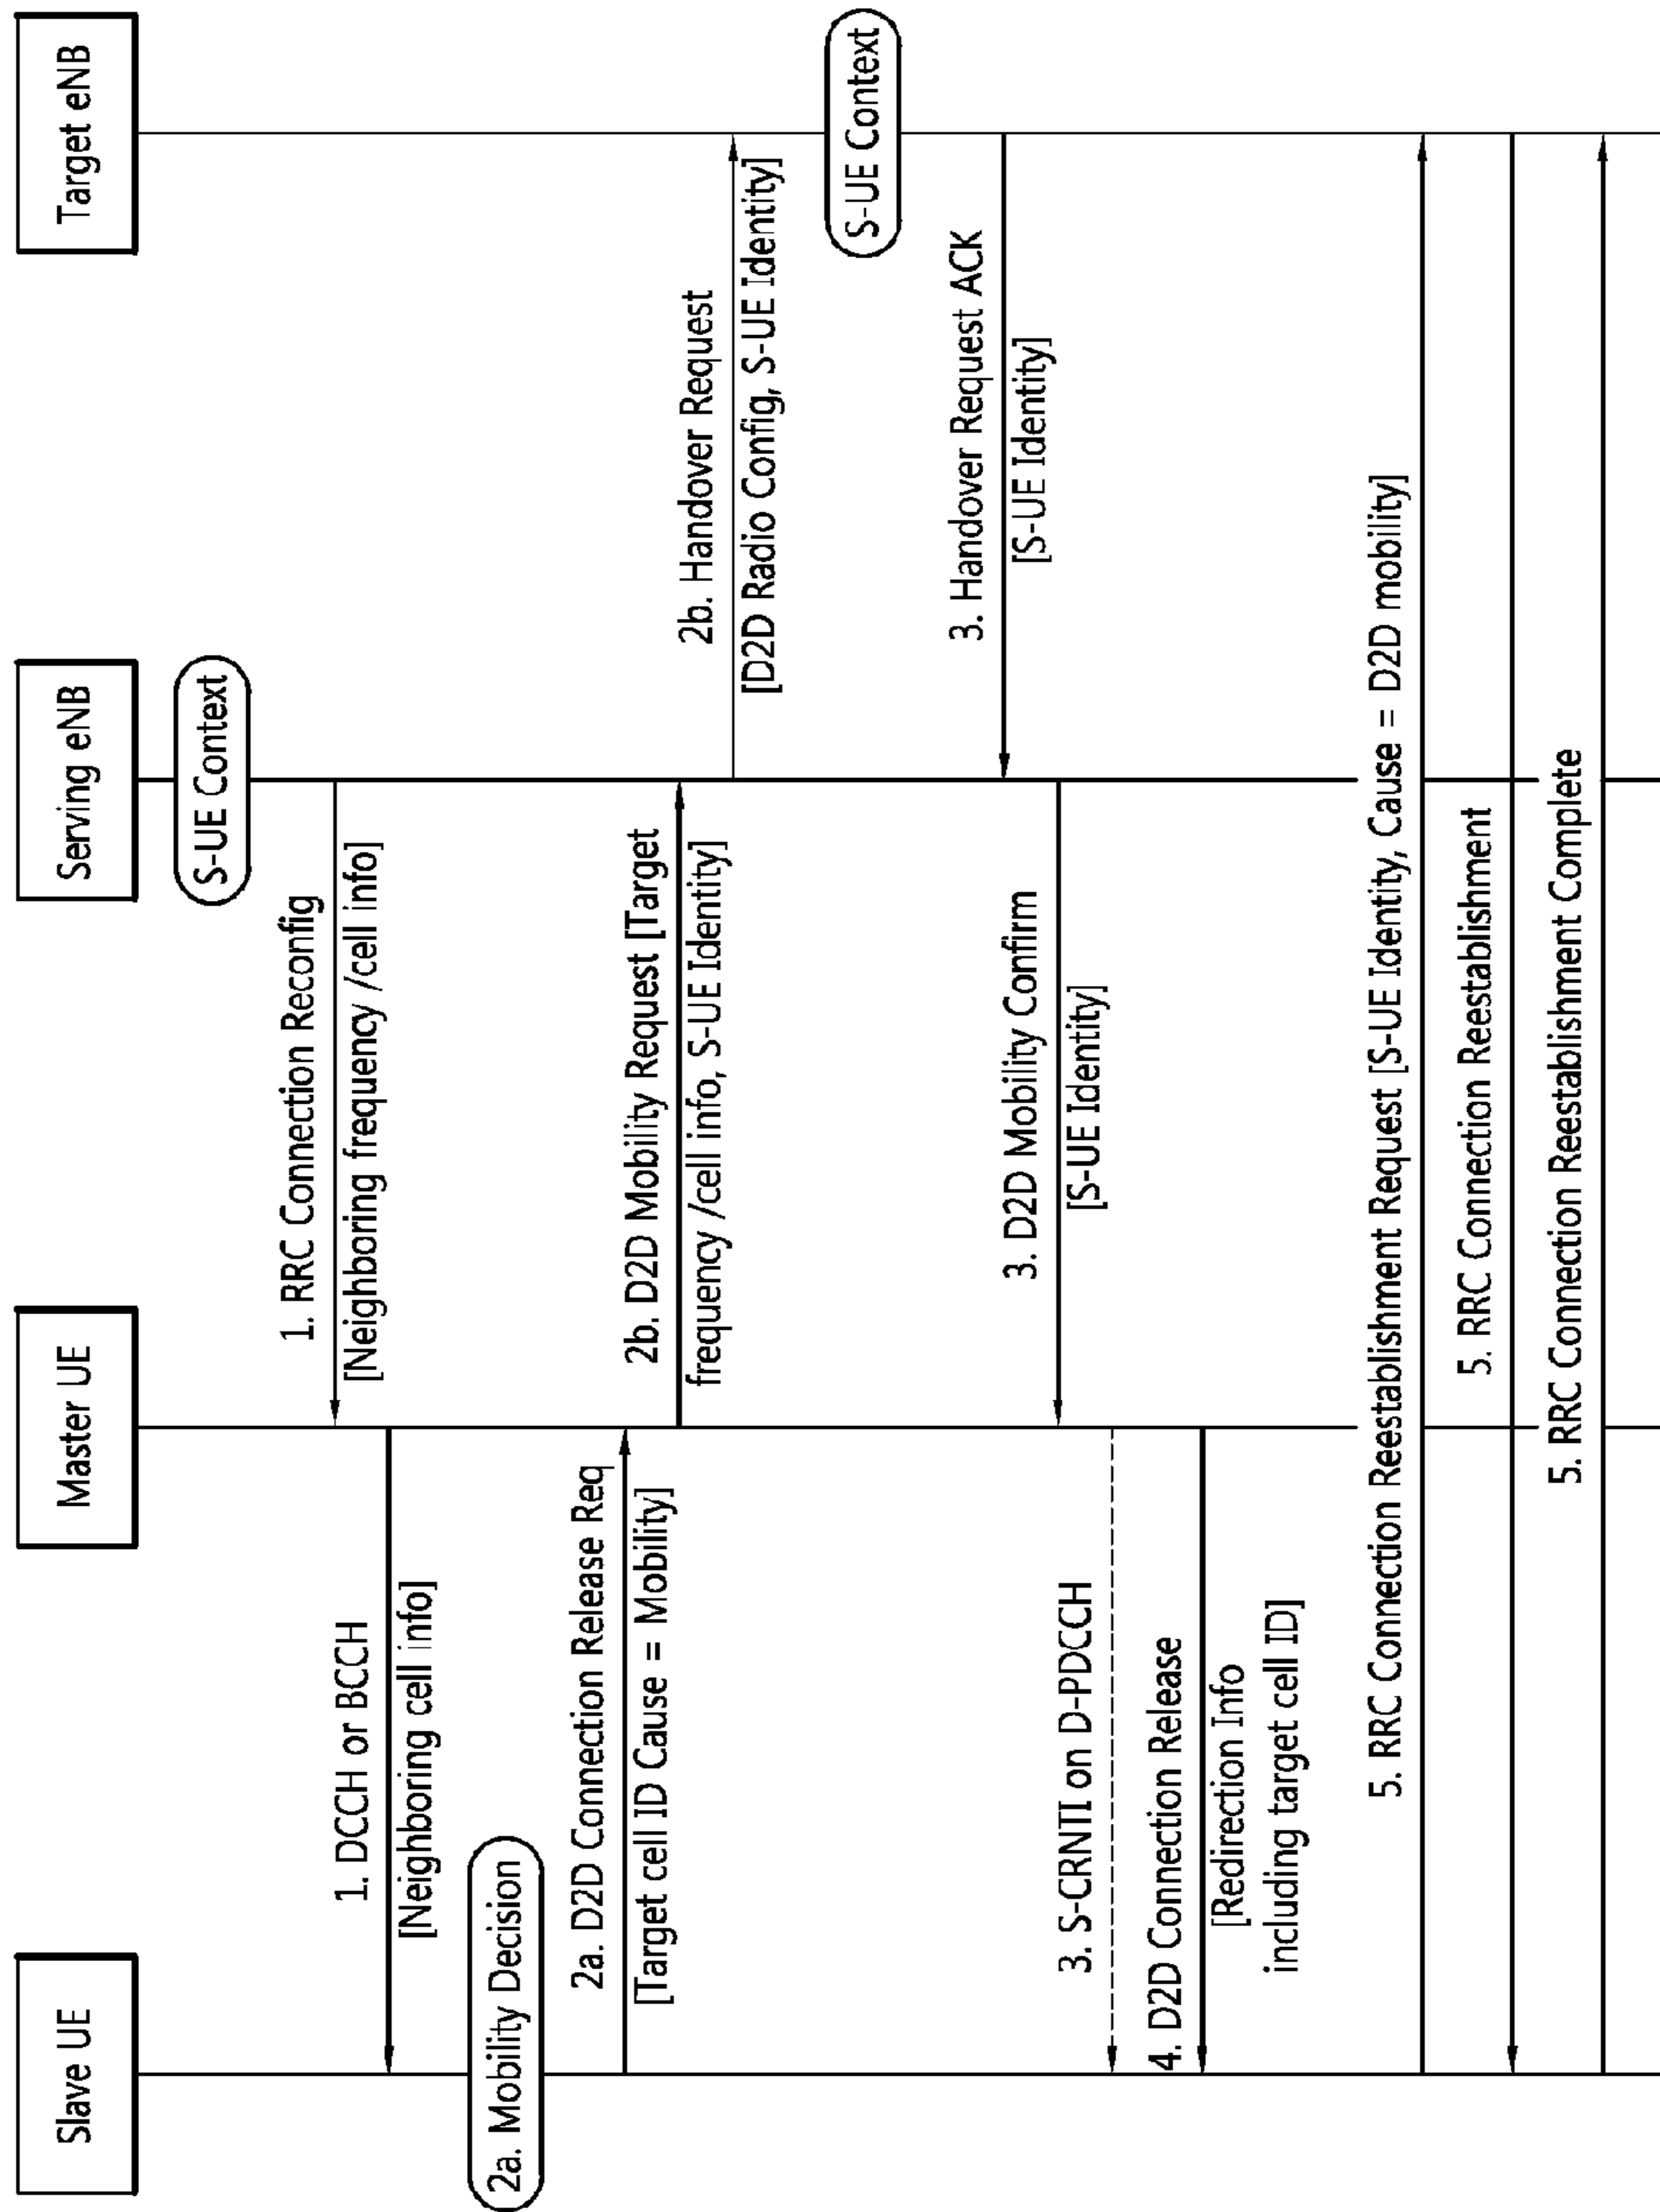 Slave UE
Master UE
Serving eNB
Target eNB
S-UE Context
1. RRC Connection Reconfig
[Neighboring frequency /cell info]
1. DCCH or BCCH
[Neighboring cell info]
2a. Mobility Decision
2a. D2D Connection Release Req
[Target cell ID Cause = Mobility]
2b. D2D Mobility Request [Target
frequency /cell info, S-UE Identity]
2b. Handover Request
[D2D Radio Config, S-UE Identity]
S-UE Context
3. Handover Request ACK
[S-UE Identity]
3. D2D Mobility Confirm
[S-UE Identity]
3. S-CRNTI on D-PDCCH
4. D2D Connection Release
[Redirection Info
including target cell ID]
5. RRC Connection Reestablishment Request [S-UE Identity, Cause = D2D mobility]
5. RRC Connection Reestablishment
5. RRC Connection Reestablishment Complete